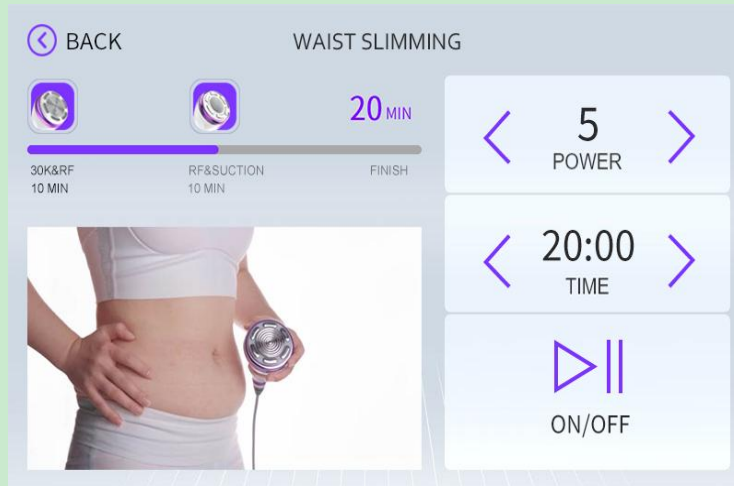 BACK
WAIST SLIMMING
20 MIN
30K&RF
10 MIN
RF&SUCTION
10 MIN
FINISH
5
POWER
20:00
TIME
ON/OFF